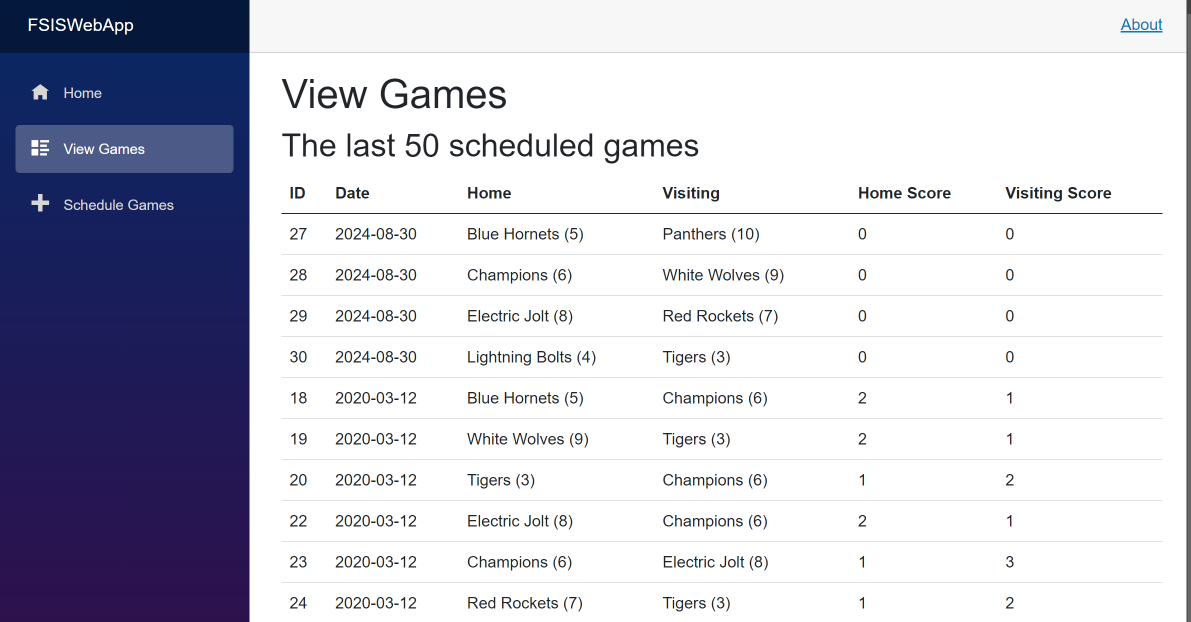 FSISWebApp
About
Home
View Games
Schedule Games
View Games
The last 50 scheduled games
ID Date Home Visiting Home Score Visiting Score
27 2024-08-30 Blue Hornets (5) Panthers (10) 0 0
28 2024-08-30 Champions (6) White Wolves (9) 0 0
29 2024-08-30 Electric Jolt (8) Red Rockets (7) 0 0
30 2024-08-30 Lightning Bolts (4) Tigers (3) 0 0
18 2020-03-12 Blue Hornets (5) Champions (6) 2 1
19 2020-03-12 White Wolves (9) Tigers (3) 2 1
20 2020-03-12 Tigers (3) Champions (6) 1 2
22 2020-03-12 Electric Jolt (8) Champions (6) 2 1
23 2020-03-12 Champions (6) Electric Jolt (8) 1 3
24 2020-03-12 Red Rockets (7) Tigers (3) 1 2